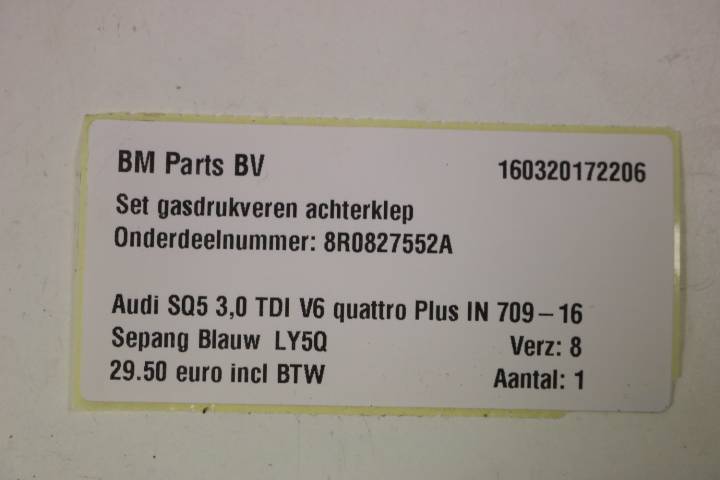 BM Parts BV 160320172206
Set gasdrukveren achterklep
Onderdeelnummer: 8R0827552A
Audi SQ5 3,0 TDI V6 quattro Plus IN 709-16
Sepang Blauw LY5Q Verz: 8
29.50 euro incl BTW Aantal: 1